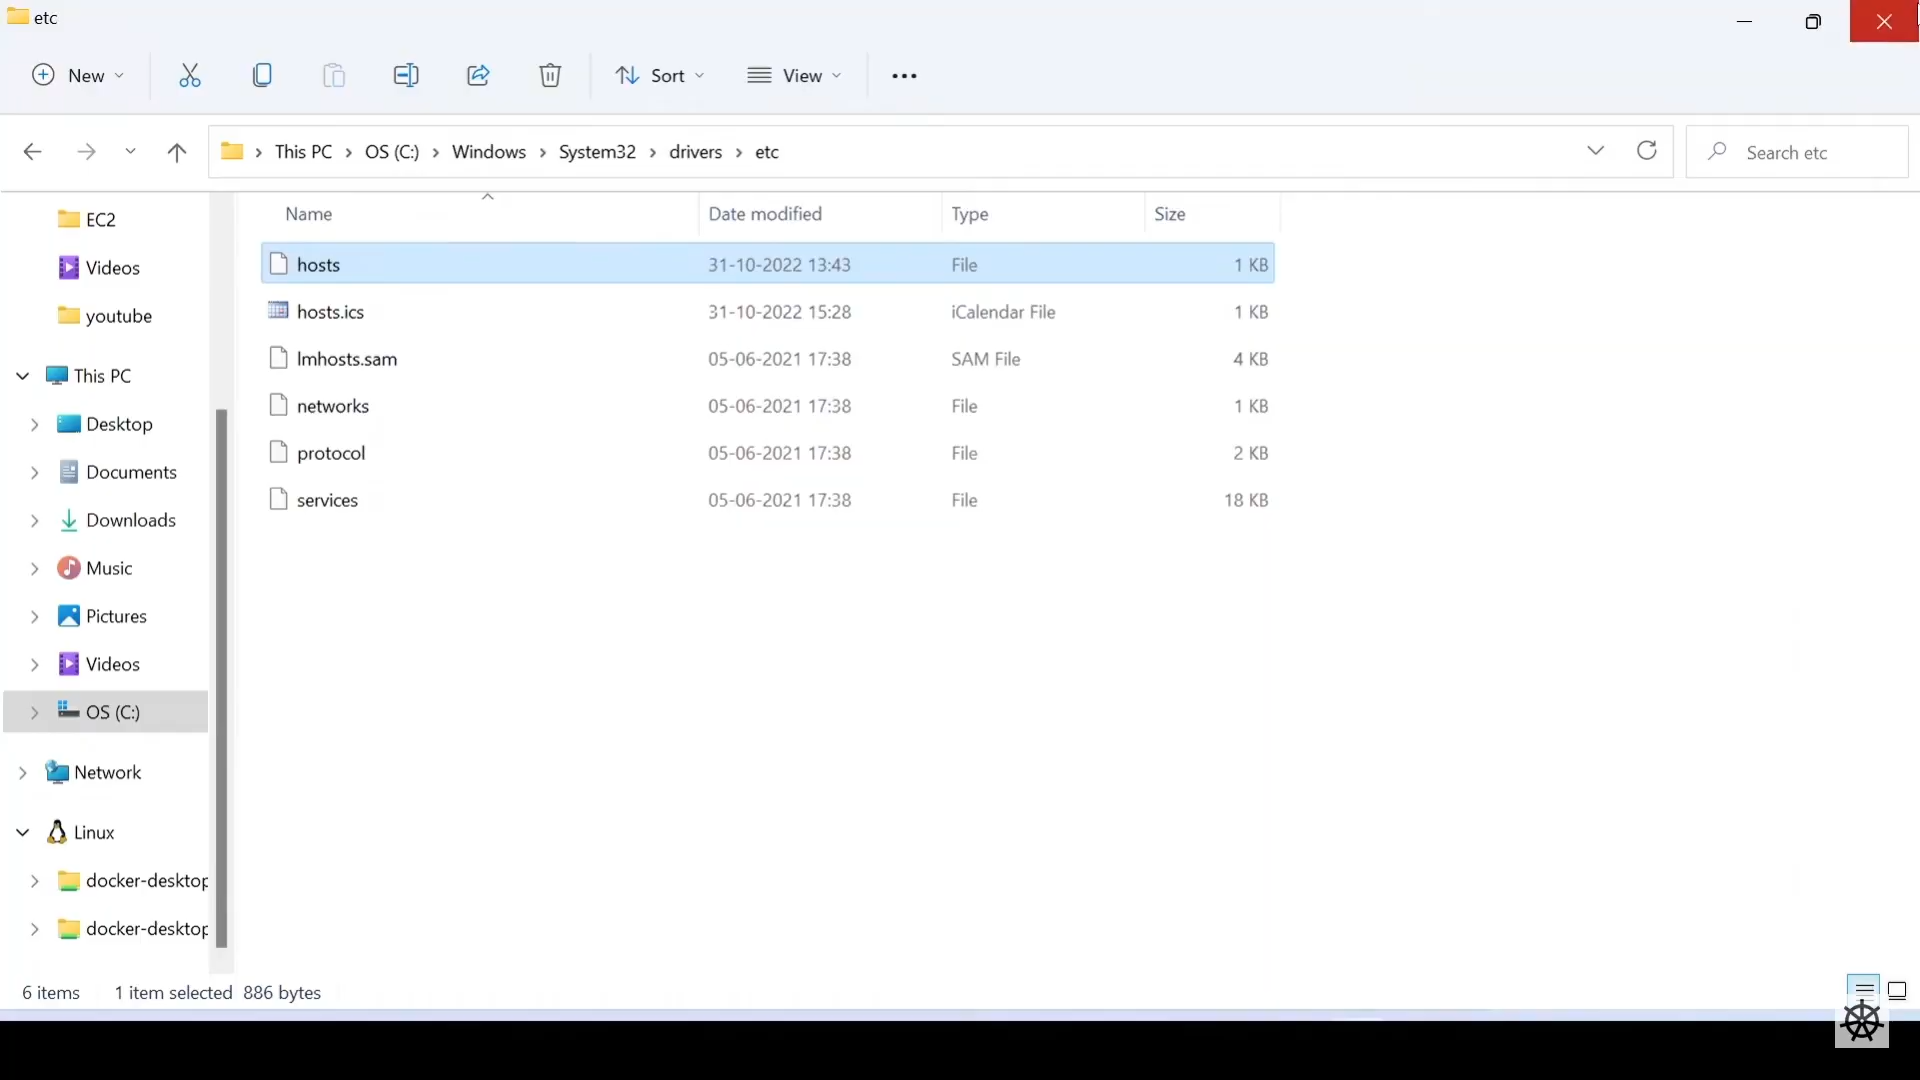 etc
New
Sort
View
This PC
OS (C:)
Windows
System32
drivers
etc
Search etc
EC2
Videos
youtube
This PC
Desktop
Documents
Downloads
Music
Pictures
Videos
OS (C:)
Network
Linux
docker-desktop
docker-desktop
Name Date modified Type Size
hosts 31-10-2022 13:43 File 1 KB
hosts.ics 31-10-2022 15:28 iCalendar File 1 KB
lmhosts.sam 05-06-2021 17:38 SAM File 4 KB
networks 05-06-2021 17:38 File 1 KB
protocol 05-06-2021 17:38 File 2 KB
services 05-06-2021 17:38 File 18 KB
6 items 1 item selected 886 bytes